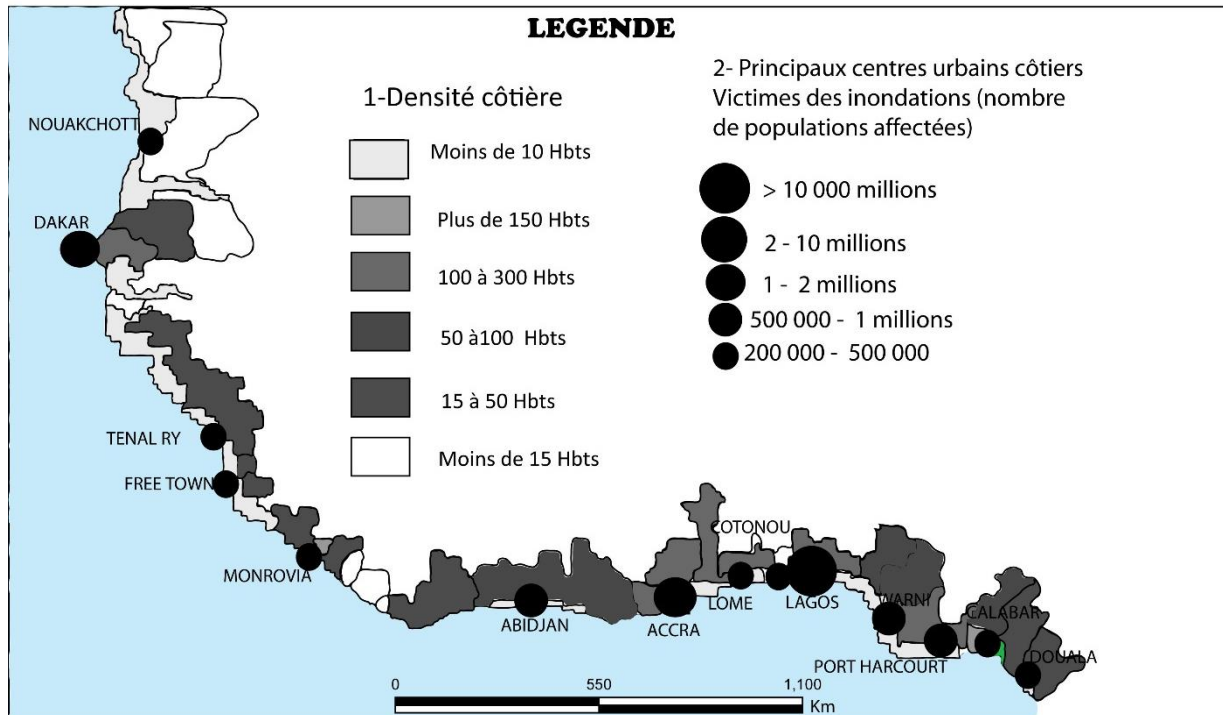 LEGENDE
1-Densité côtière
Moins de 10 Hbts
Plus de 150 Hbts
100 à 300 Hbts
50 à100 Hbts
15 à 50 Hbts
Moins de 15 Hbts
2- Principaux centres urbains côtiers
Victimes des inondations (nombre
de populations affectées)
> 10 000 millions
2 - 10 millions
1 - 2 millions
500 000 - 1 millions
200 000 - 500 000
NOUAKCHOTT
DAKAR
TENAL RY
FREE TOWN
MONROVIA
ABIDJAN
ACCRA
LOME
COTONOU
LAGOS
WARNI
PORT HARCOURT
CALABAR
DOUALA
0 550 1,100
Km